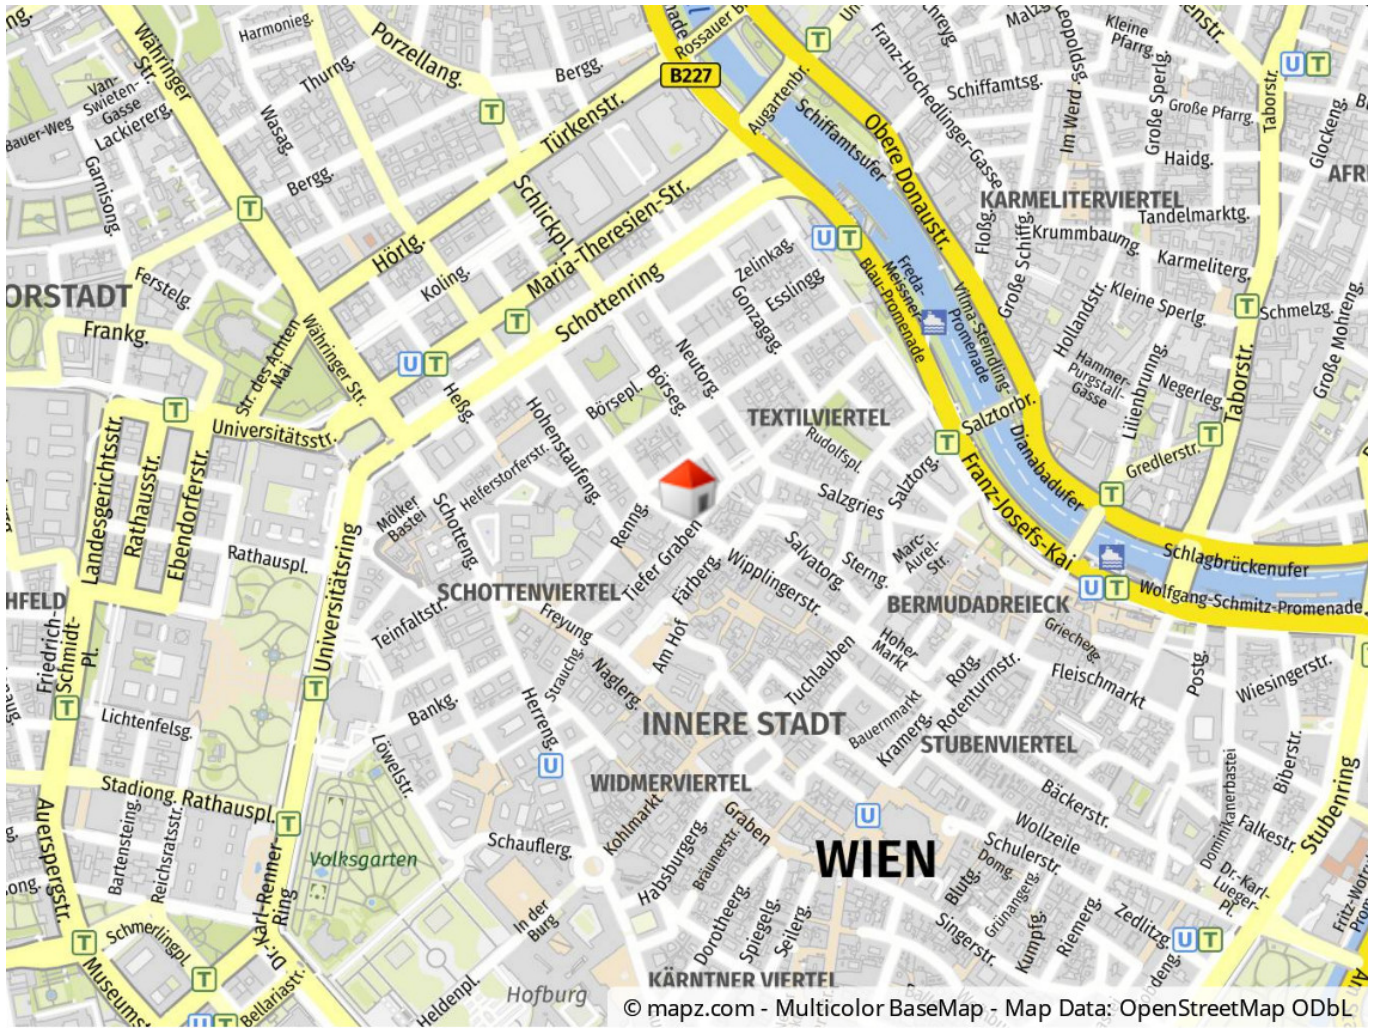 Währinger
Str.
Harmonieg.
Porzellang.
Thurng.
Bergg.
Rossauer B
B227
Augartenbr.
T
Franz-Hochedlinger-Gasse
Malzg
Leopoldsg.
Kleine
Pfarrg.
Schiffamtsg.
Im Werd
Große Sperlg.
Große Pfarrg.
Haidg.
Taborstr.
U T
Glockeng.
Van-
Swieten-
Gasse
Bauer-Weg
Lackiererg.
Garnisong.
Wasag.
Bergg.
T
Türkenstr.
Schiffamtsufer
Obere Donaustr.
KARMELITERVIERTEL
AFRI
Tandelmarktg.
Krummbaumg.
Karmeliterg.
Floßg.
Große Schiffg.
T
Schlickpl.
Maria-Theresien-Str.
Hörlg.
Koling.
Schottenring
T
U T
Zelinkag.
Esslingg
Gonzagag.
Freda-
Meissner-
Blau-Promenade
Vilma-Steindling-
Promenade
Hollandstr.
Kleine Sperlg.
T
Schmelzg.
Große Mohreng.
ORSTADT
Ferstelg.
Frankg.
Str. des Achten
Mai
Währinger Str.
U T
Heßg.
Neutorg.
Börseg.
Börsepl.
Hohenstaufeng.
Helferstorferstr.
TEXTILVIERTEL
Rudolfspl.
Salztorbr.
Hammer-
Purgstall-
Gasse
Negerleg.
Lilienbrunng.
Taborstr.
T
Gredlerstr.
T
Universitätsstr.
Landesgerichtsstr.
Rathausstr.
Ebendorferstr.
Mölker
Bastei
Schotteng.
Renng.
Tiefer Graben
Färberg.
Salzgries
Salztorg.
T
Franz-Josefs-Kai
Dianabadufer
T
Schlagbrückenufer
Rathauspl.
Universitätsring
SCHOTTENVIERTEL
Wipplingerstr.
Salvatorg.
Sterng.
Marc-
Aurel-
Str.
BERMUDADREIECK
U T
Wolfgang-Schmitz-Promenade
HFELD
Friedrich-
Schmidt-
Pl.
T
Teinfaltstr.
Freyung
Strauchg.
Am Hof
Naglerg.
Tuchlauben
Hoher
Markt
Griecheng.
Rotg.
Rotenturmstr.
Fleischmarkt
Postg.
Wiesingerstr.
T
Lichtenfelsg.
Bankg.
Herreng.
U
INNERE STADT
Bauernmarkt
Kramerg.
STUBENVIERTEL
Löwelstr.
WIDMERVIERTEL
Stadiong.
Rathauspl.
T
Auerspergstr.
Bartensteing.
Reichsratsstr.
Dr.-Karl-Renner-
Ring
Volksgarten
Schauflerg.
Kohlmarkt
Graben
Habsburgerg.
Bräunerstr.
U
WIEN
Bäckerstr.
Wollzeile
Schulerstr.
Domg.
Blutg.
Grünangerg.
Dominikanerbastei
Biberstr.
Falkestr.
Stubenring
Dr.-Karl-
Lueger-
Pl.
T
Schmerlingpl.
T
Museumst
Bellariastr.
U T
In der
Burg
Heldenpl.
Hofburg
Dorotheerg.
Spiegelg.
Seilerg.
KÄRNTNER VIERTEL
Singerstr.
Kumpfg.
Riemerg.
Zedlitzg.
U T
© mapz.com - Multicolor BaseMap - Map Data: OpenStreetMap ODbL